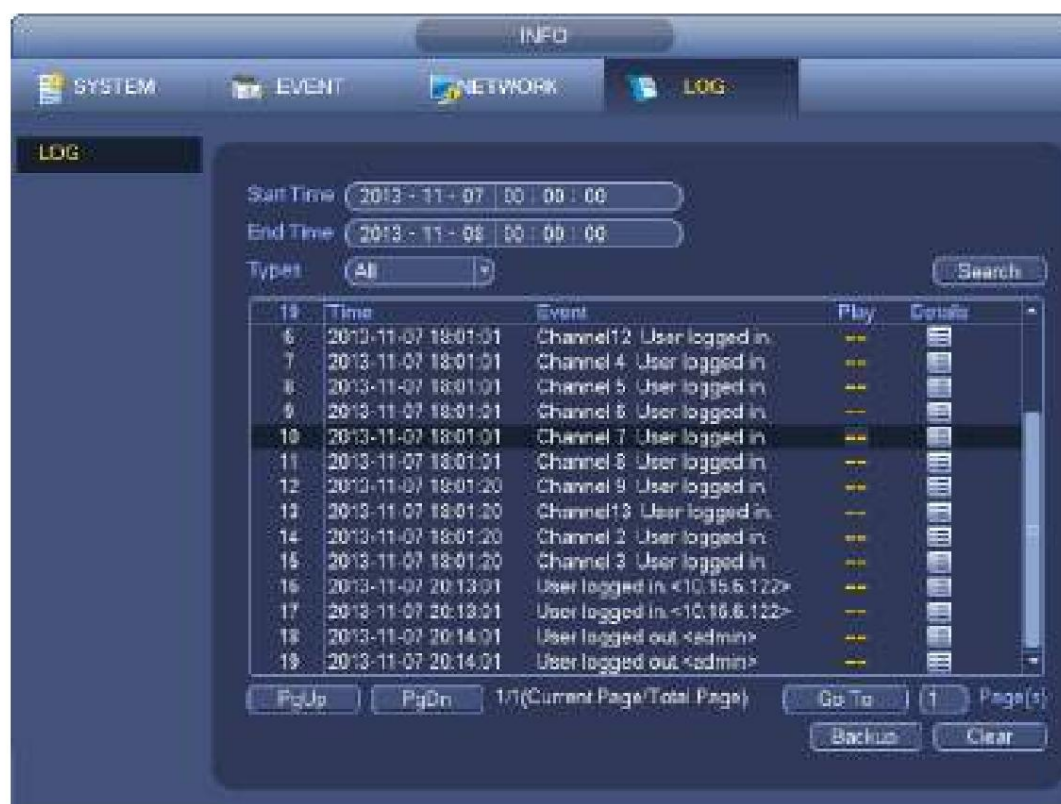 INFO
SYSTEM EVENT NETWORK LOG
LOG
Start Time 2013 - 11 - 07 00 : 00 : 00
End Time 2013 - 11 - 08 00 : 00 : 00
Types All
Search
19 Time Event Play Details
6 2013-11-07 18:01:01 Channel12 User logged in. --
7 2013-11-07 18:01:01 Channel 4 User logged in. --
8 2013-11-07 18:01:01 Channel 5 User logged in. --
9 2013-11-07 18:01:01 Channel 6 User logged in. --
10 2013-11-07 18:01:01 Channel 7 User logged in. --
11 2013-11-07 18:01:01 Channel 8 User logged in. --
12 2013-11-07 18:01:20 Channel 9 User logged in. --
13 2013-11-07 18:01:20 Channel13 User logged in. --
14 2013-11-07 18:01:20 Channel 2 User logged in. --
15 2013-11-07 18:01:20 Channel 3 User logged in. --
16 2013-11-07 20:13:01 User logged in.<10.15.6.122> --
17 2013-11-07 20:13:01 User logged in.<10.15.6.122> --
18 2013-11-07 20:14:01 User logged out.<admin> --
19 2013-11-07 20:14:01 User logged out.<admin> --
PgUp PgDn 1/1(Current Page/Total Page) Go To 1 Page(s)
Backup Clear